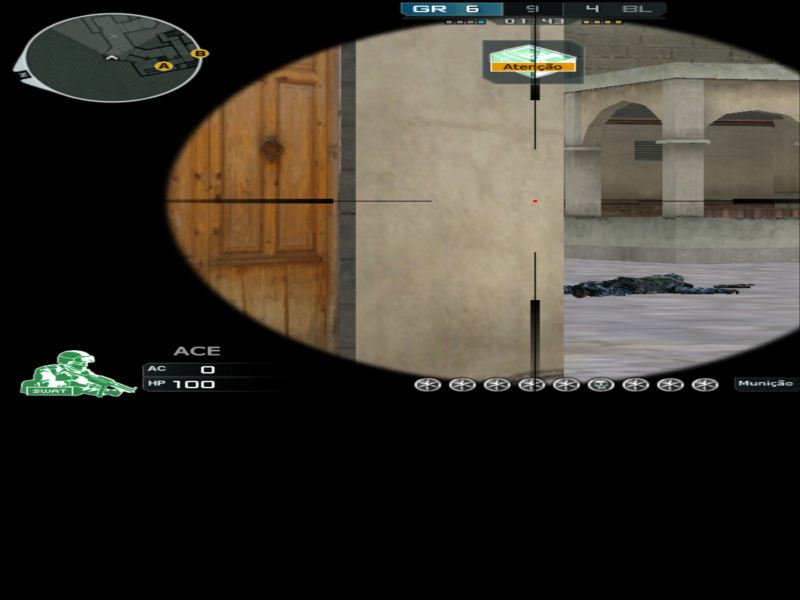 GR 6 9 4 BL
01:43
Atenção
N
A
B
ACE
AC 0
HP 100
SWAT
Munição